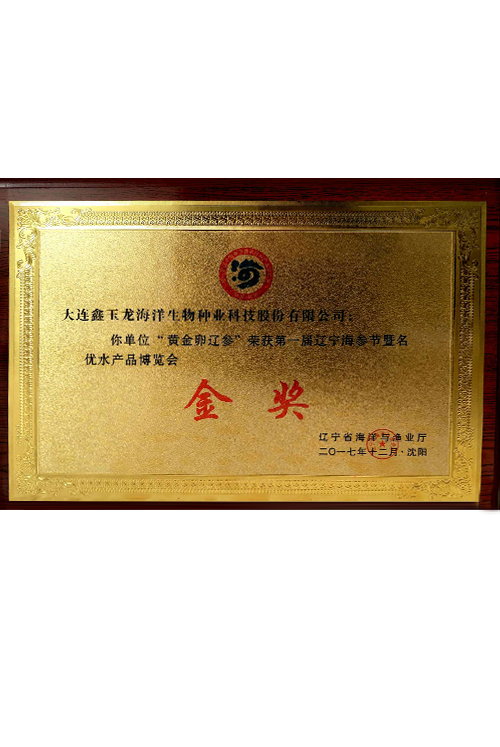 大连鑫玉龙海洋生物种业科技股份有限公司：
你单位“黄金卵辽参”荣获第一届辽宁海参节暨名
优水产品博览会
金 奖
辽宁省海洋与渔业厅
二〇一七年十二月·沈阳